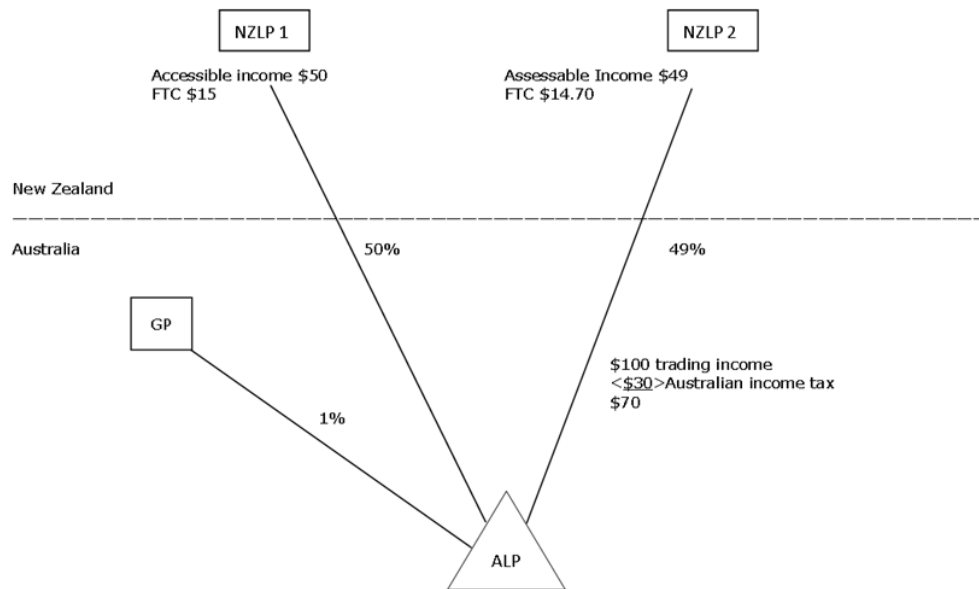 NZLP 1
NZLP 2
Accessible income $50
FTC $15
Assessable Income $49
FTC $14.70
New Zealand
Australia
50%
49%
GP
$100 trading income
<$30>Australian income tax
$70
1%
ALP